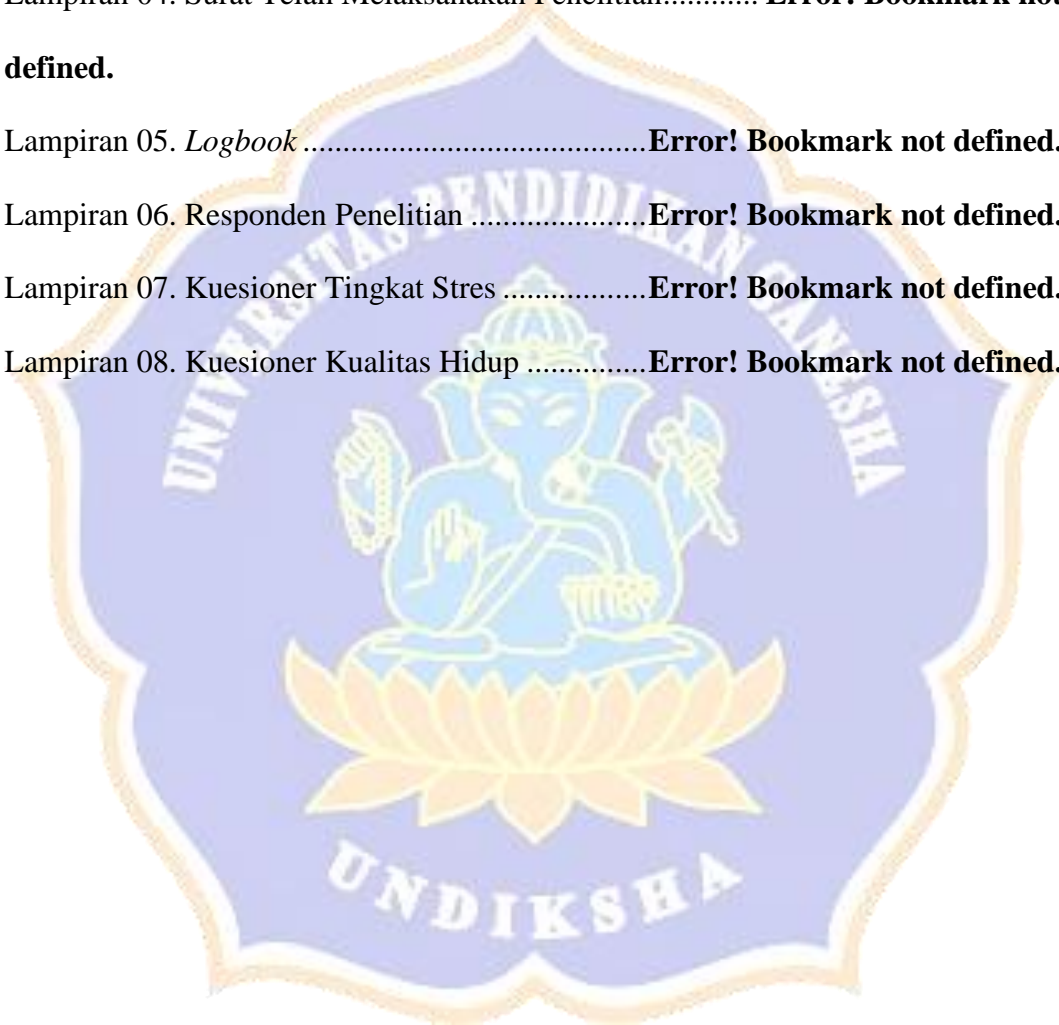 Lampiran 04. Surat Telah Melaksanakan Penelitian............ Error! Bookmark not
defined.
Lampiran 05. Logbook ........................................Error! Bookmark not defined.
Lampiran 06. Responden Penelitian ....................Error! Bookmark not defined.
Lampiran 07. Kuesioner Tingkat Stres .................Error! Bookmark not defined.
Lampiran 08. Kuesioner Kualitas Hidup ..............Error! Bookmark not defined.
UNIVERSITAS PENDIDIKAN GANESHA
UNDIKSHA